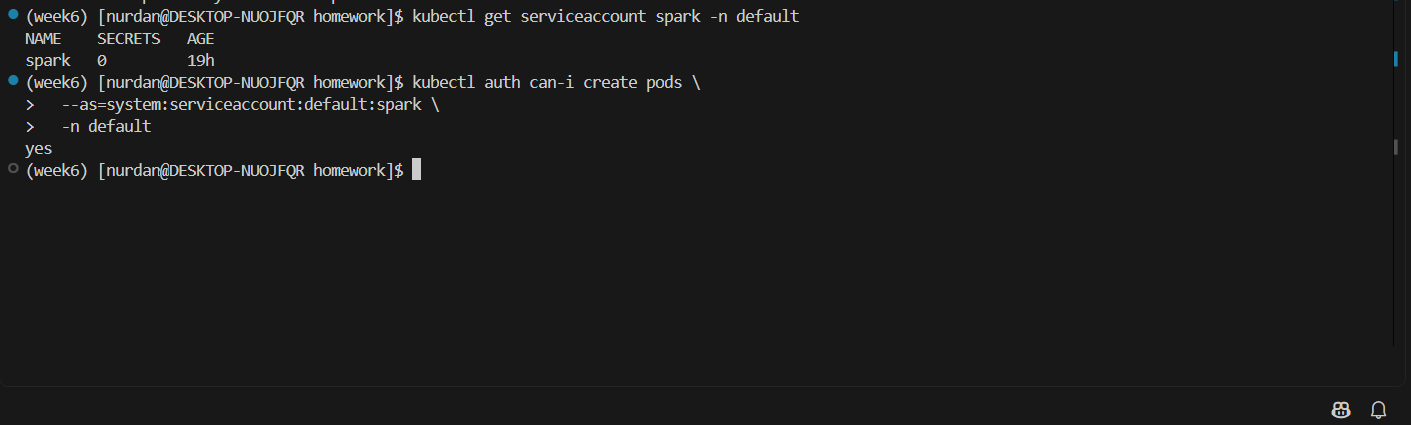 (week6) [nurdan@DESKTOP-NUOJFQR homework]$ kubectl get serviceaccount spark -n default
NAME    SECRETS   AGE
spark   0         19h
(week6) [nurdan@DESKTOP-NUOJFQR homework]$ kubectl auth can-i create pods \
>   --as=system:serviceaccount:default:spark \
>   -n default
yes
(week6) [nurdan@DESKTOP-NUOJFQR homework]$